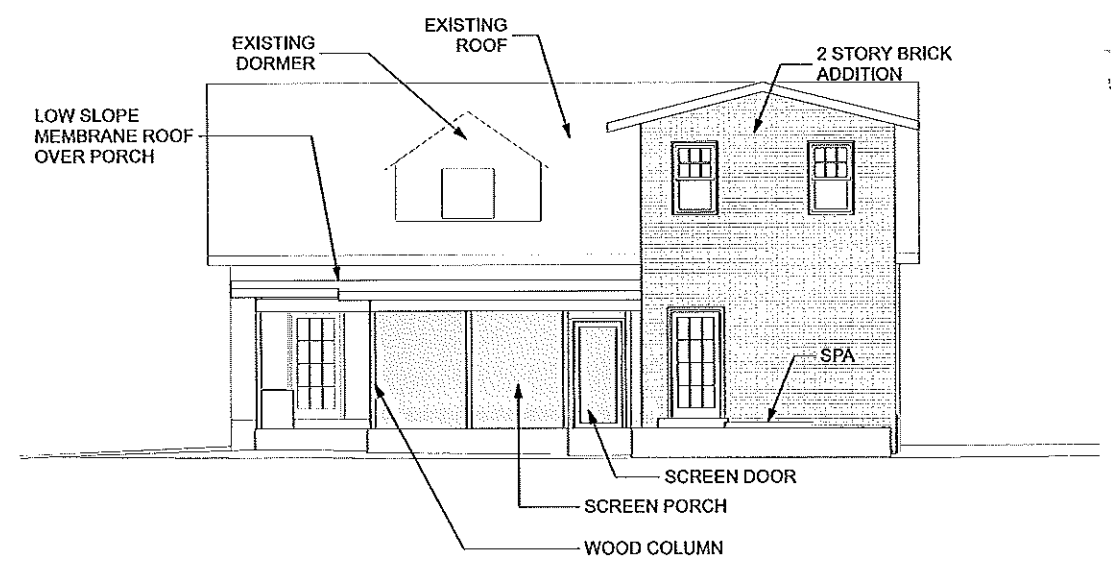 EXISTING
DORMER
EXISTING
ROOF
2 STORY BRICK
ADDITION
LOW SLOPE
MEMBRANE ROOF
OVER PORCH
SPA
SCREEN DOOR
SCREEN PORCH
WOOD COLUMN